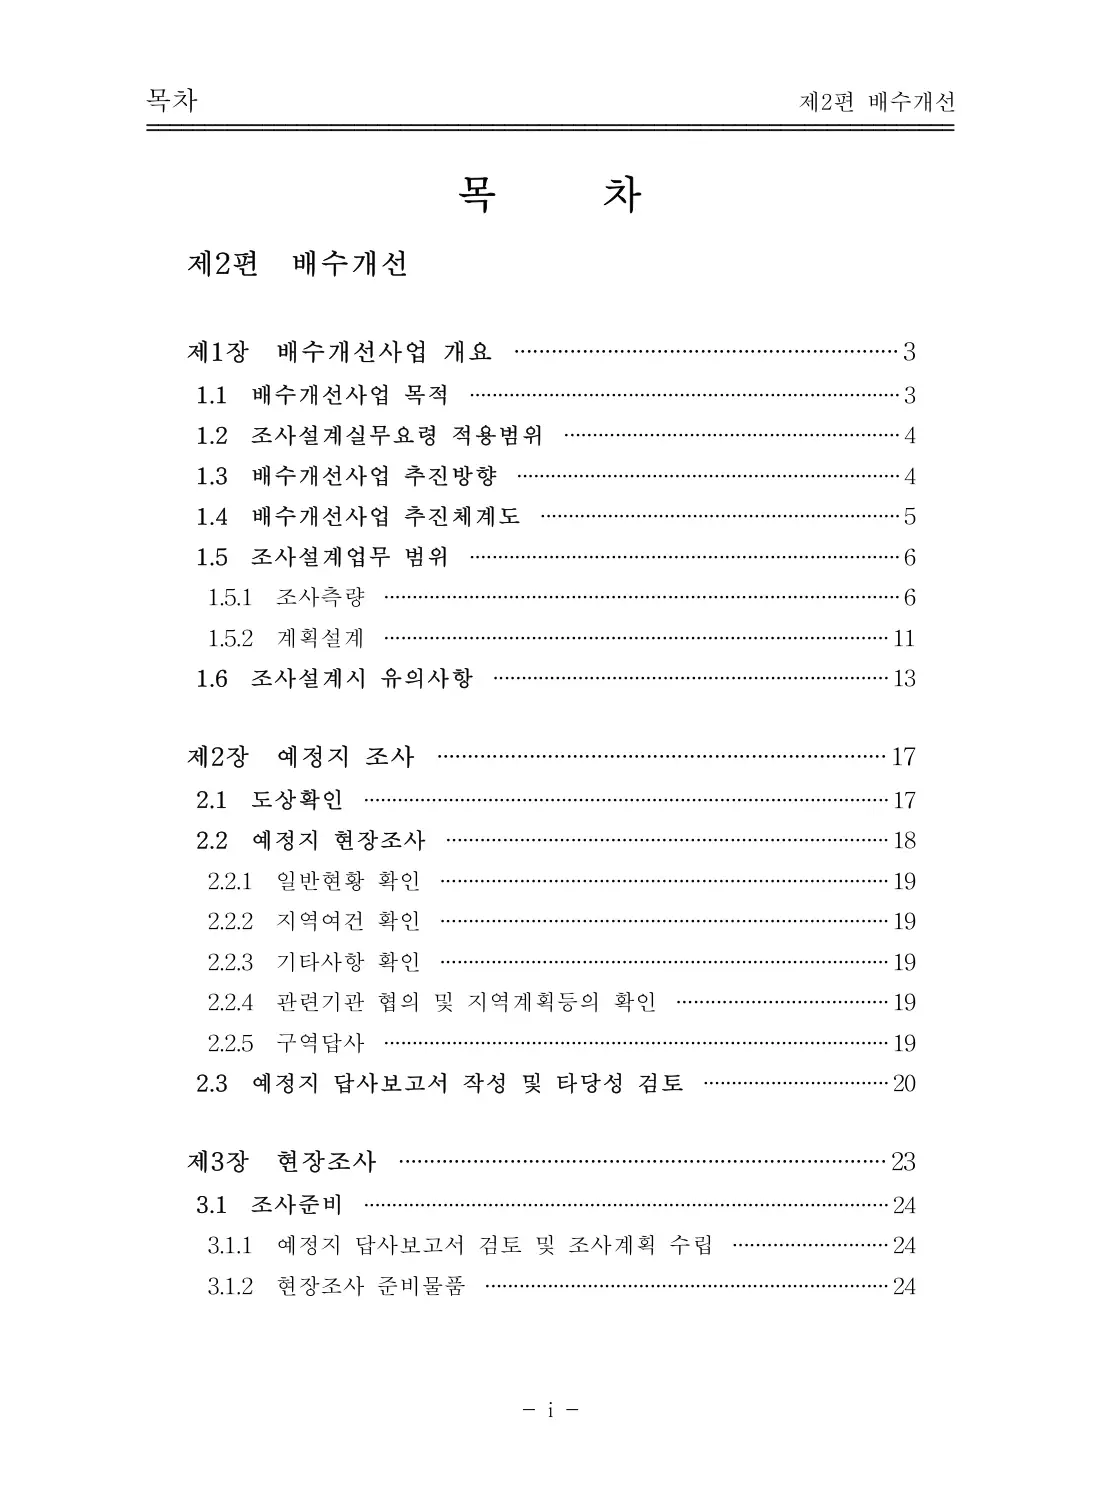 목차 제2편 배수개선
목 차
제2편 배수개선
제1장 배수개선사업 개요 ························ 3
1.1 배수개선사업 목적 ························ 3
1.2 조사설계실무요령 적용범위 ························ 4
1.3 배수개선사업 추진방향 ························ 4
1.4 배수개선사업 추진체계도 ························ 5
1.5 조사설계업무 범위 ························ 6
1.5.1 조사측량 ························ 6
1.5.2 계획설계 ························ 11
1.6 조사설계시 유의사항 ························ 13
제2장 예정지 조사 ························ 17
2.1 도상확인 ························ 17
2.2 예정지 현장조사 ························ 18
2.2.1 일반현황 확인 ························ 19
2.2.2 지역여건 확인 ························ 19
2.2.3 기타사항 확인 ························ 19
2.2.4 관련기관 협의 및 지역계획등의 확인 ························ 19
2.2.5 구역답사 ························ 19
2.3 예정지 답사보고서 작성 및 타당성 검토 ························ 20
제3장 현장조사 ························ 23
3.1 조사준비 ························ 24
3.1.1 예정지 답사보고서 검토 및 조사계획 수립 ························ 24
3.1.2 현장조사 준비물품 ························ 24
- i -